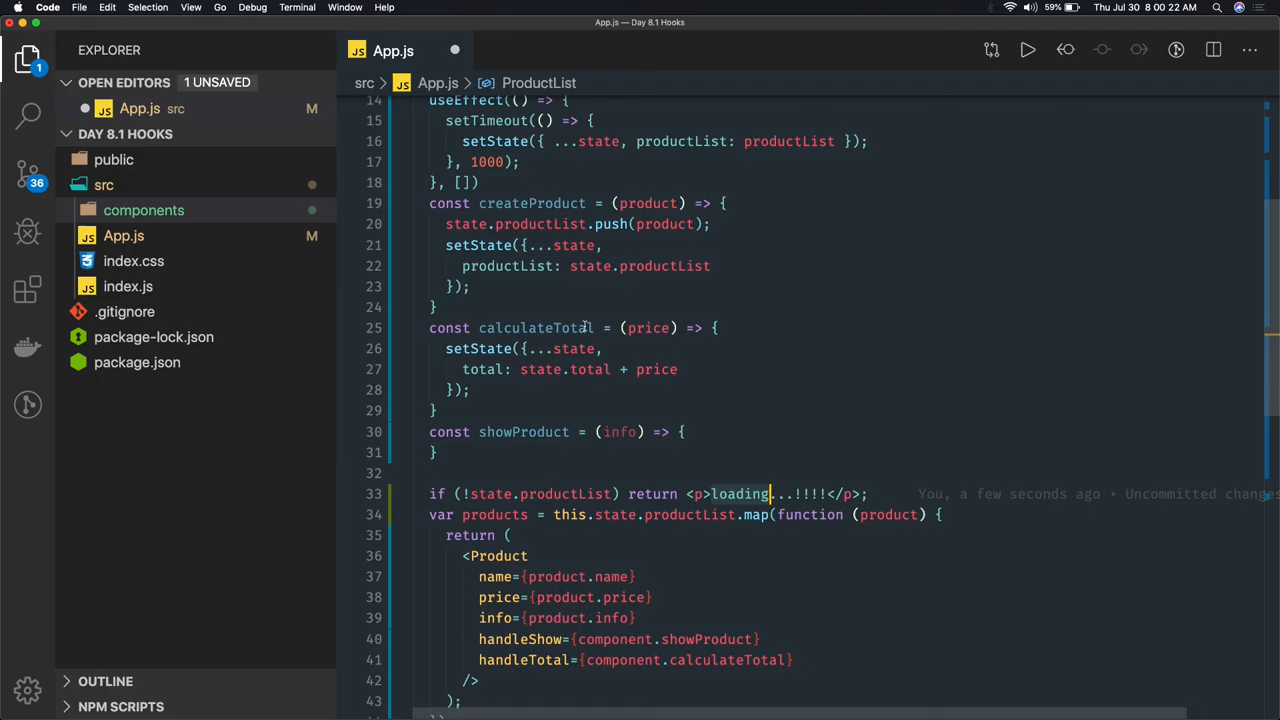 Code File Edit Selection View Go Debug Terminal Window Help 59% Thu Jul 30 8 00 22 AM
App.js — Day 8.1 Hooks
EXPLORER
JS App.js
OPEN EDITORS 1 UNSAVED
src > JS App.js > ProductList
JS App.js src M
DAY 8.1 HOOKS
public
src
components
JS App.js M
index.css
JS index.js
.gitignore
package-lock.json
package.json
OUTLINE
NPM SCRIPTS
1
36
14 useEffect(() => {
15 setTimeout(() => {
16 setState({ ...state, productList: productList });
17 }, 1000);
18 }, [])
19 const createProduct = (product) => {
20 state.productList.push(product);
21 setState({...state,
22 productList: state.productList
23 });
24 }
25 const calculateTotal = (price) => {
26 setState({...state,
27 total: state.total + price
28 });
29 }
30 const showProduct = (info) => {
31 }
32
33 if (!state.productList) return <p>loading...!!!!</p>; You, a few seconds ago • Uncommitted changes
34 var products = this.state.productList.map(function (product) {
35 return (
36 <Product
37 name={product.name}
38 price={product.price}
39 info={product.info}
40 handleShow={component.showProduct}
41 handleTotal={component.calculateTotal}
42 />
43 );